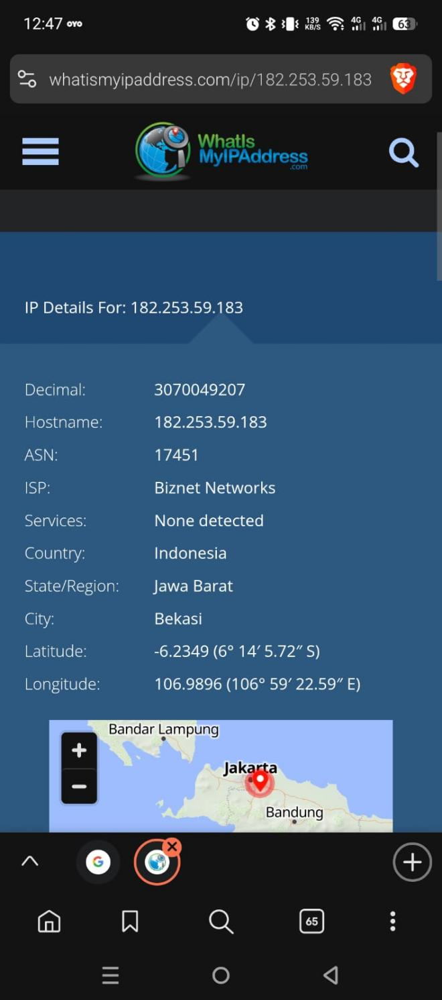 12:47 OVO 139 KB/S 4G 4G 63
whatismyipaddress.com/ip/182.253.59.183
WhatIs
MyIPAddress
.com
IP Details For: 182.253.59.183
Decimal: 3070049207
Hostname: 182.253.59.183
ASN: 17451
ISP: Biznet Networks
Services: None detected
Country: Indonesia
State/Region: Jawa Barat
City: Bekasi
Latitude: -6.2349 (6° 14′ 5.72″ S)
Longitude: 106.9896 (106° 59′ 22.59″ E)
+
Bandar Lampung
−
Jakarta
Bandung
G
65